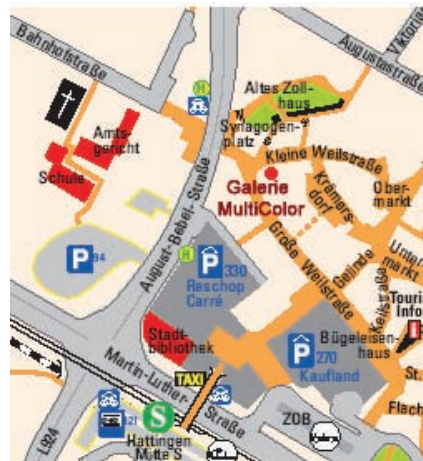 Bahnhofstraße
Viktoria
Augustastraße
H
Altes Zoll-
haus
Synagogen-
platz
Amts-
gericht
Schule
Kleine Weilstraße
Galerie
MultiColor
Krämers-
dorf
Ober-
markt
August-Bebel-Straße
P 94
H
P 330
Reschop
Carré
Große Weilstraße
Gelinde
Unter
markt
Keilstraße
Touri
Info
i
Stadt-
bibliothek
Bügeleisen-
haus
P 270
Kaufland
St.
Flach
Martin-Luther-
Straße
TAXI
ZOB
L924
S
Hattingen
Mitte S